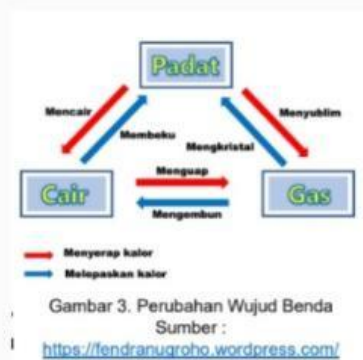 Padat
Mencair
Menyublim
Membeku
Mengkristal
Menguap
Cair
Gas
Mengembun
Menyerap kalor
Melepaskan kalor
Gambar 3. Perubahan Wujud Benda
Sumber :
https://fendranugroho.wordpress.com/